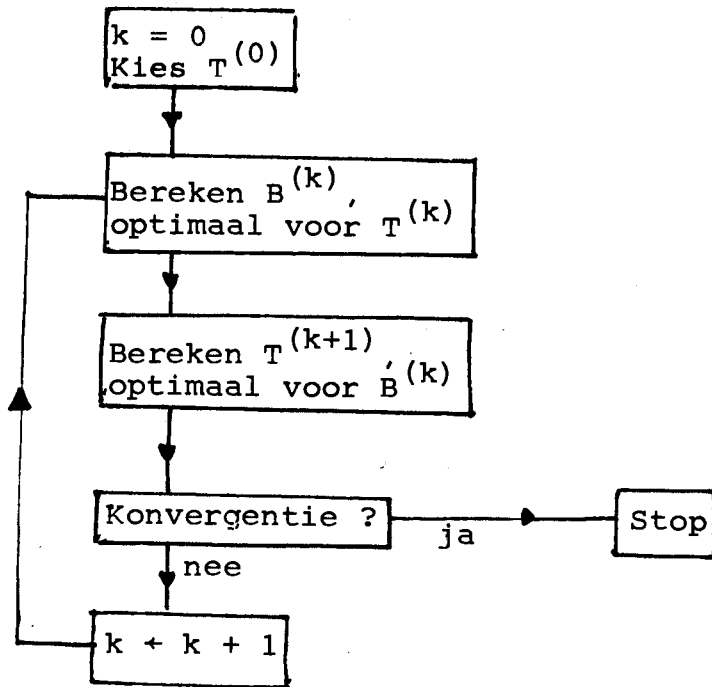 k = 0
Kies T^(0)
Bereken B^(k),
optimaal voor T^(k)
Bereken T^(k+1),
optimaal voor B^(k)
Konvergentie ?
ja
Stop
nee
k ← k + 1